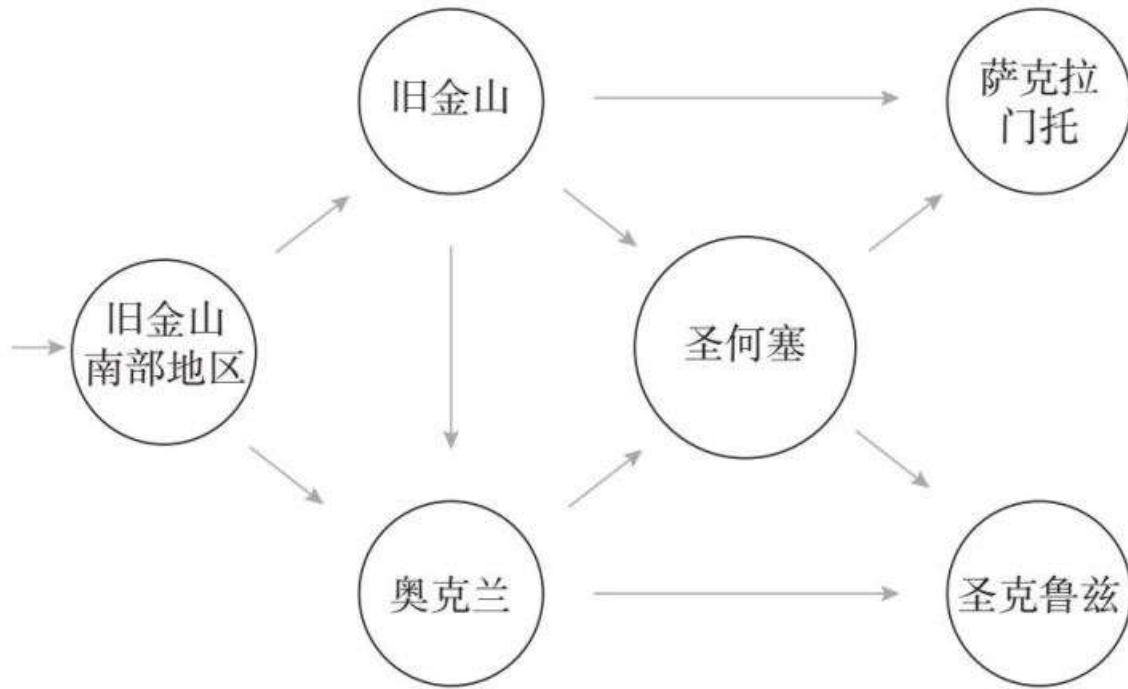 旧金山
萨克拉
门托
旧金山
南部地区
圣何塞
奥克兰
圣克鲁兹